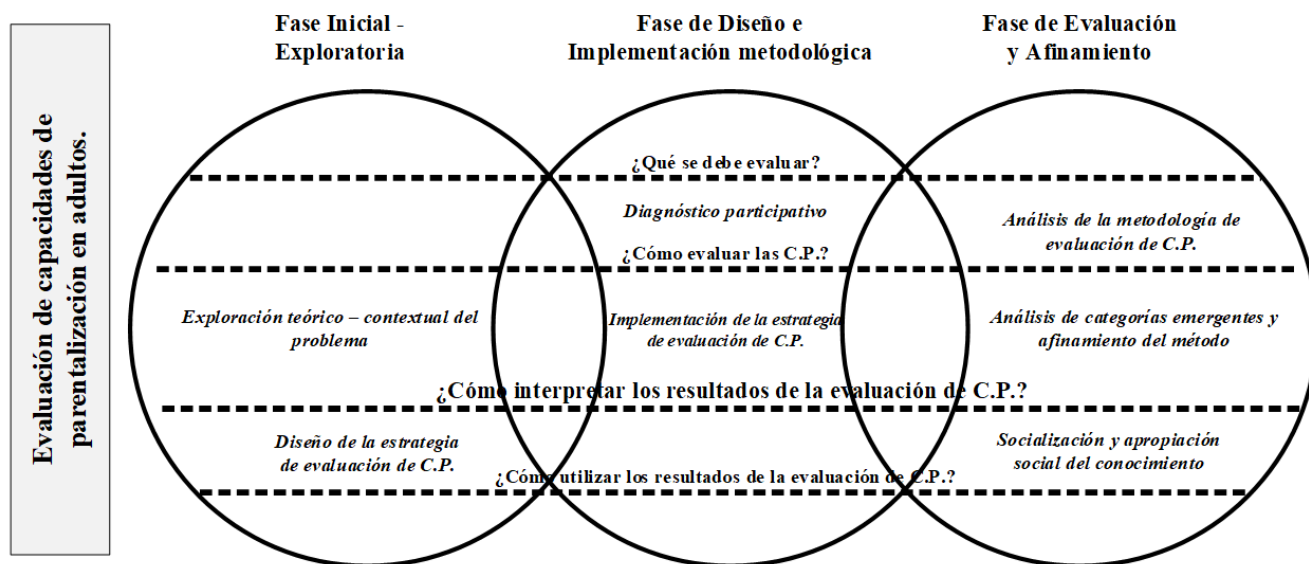 Evaluación de capacidades de
parentalización en adultos.
Fase Inicial -
Exploratoria
Fase de Diseño e
Implementación metodológica
Fase de Evaluación
y Afinamiento
¿Qué se debe evaluar?
Diagnóstico participativo
Análisis de la metodología de
evaluación de C.P.
¿Cómo evaluar las C.P.?
Exploración teórico – contextual del
problema
Implementación de la estrategia
de evaluación de C.P.
Análisis de categorías emergentes y
afinamiento del método
¿Cómo interpretar los resultados de la evaluación de C.P.?
Diseño de la estrategia
de evaluación de C.P.
Socialización y apropiación
social del conocimiento
¿Cómo utilizar los resultados de la evaluación de C.P.?